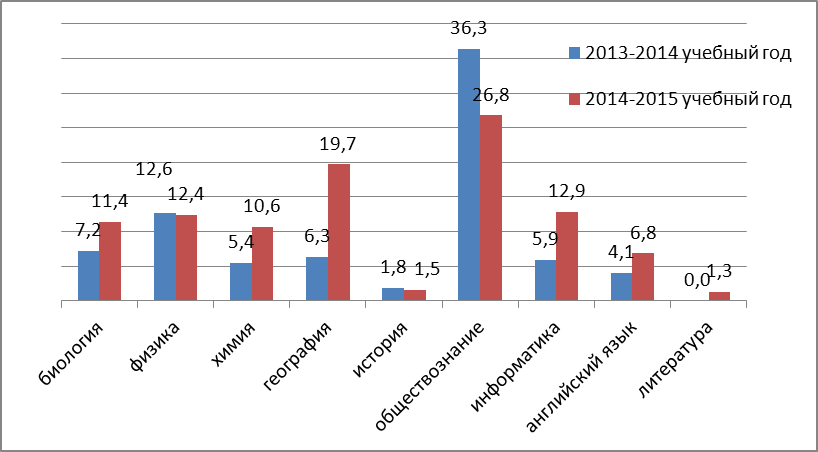 36,3
2013-2014 учебный год
2014-2015 учебный год
26,8
19,7
12,6
12,4
11,4
10,6
12,9
7,2
5,4
6,3
1,8
1,5
5,9
4,1
6,8
0,0
1,3
биология
физика
химия
география
история
обществознание
информатика
английский язык
литература